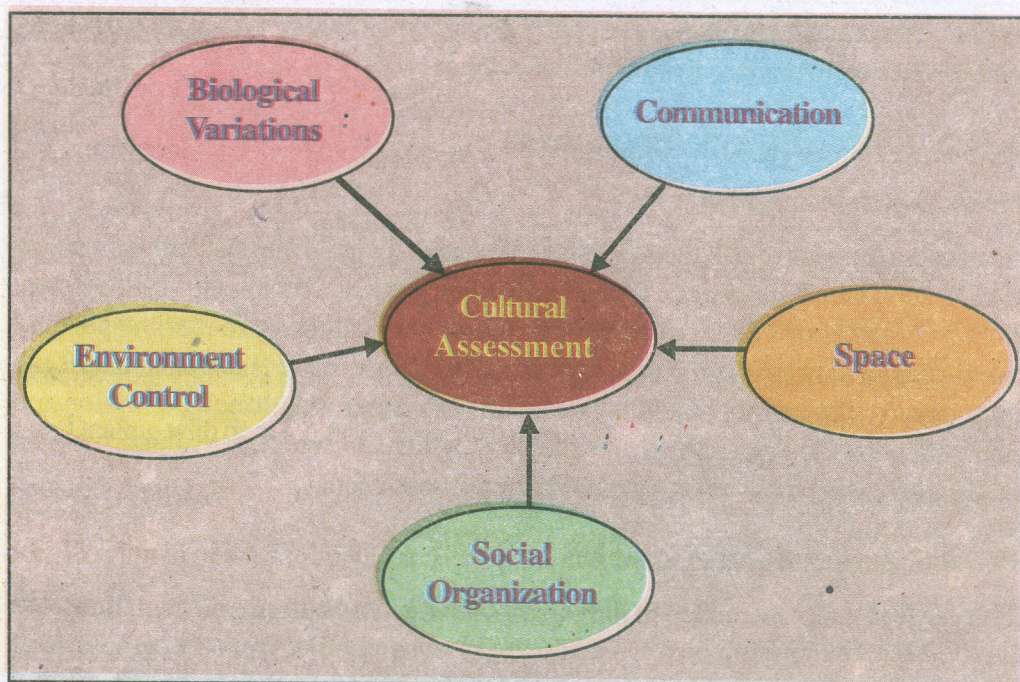 Biological
Variations
Communication
Cultural
Assessment
Environment
Control
Space
Social
Organization